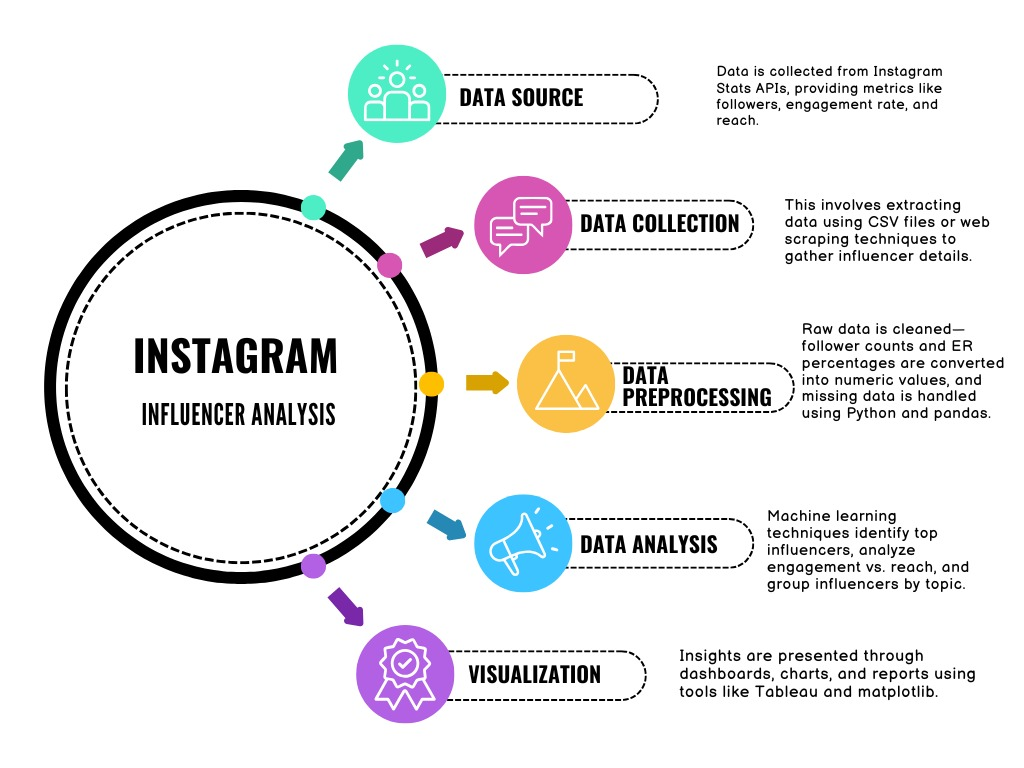 DATA SOURCE
Data is collected from Instagram
Stats APIs, providing metrics like
followers, engagement rate, and
reach.
DATA COLLECTION
This involves extracting
data using CSV files or web
scraping techniques to
gather influencer details.
INSTAGRAM
INFLUENCER ANALYSIS
DATA
PREPROCESSING
Raw data is cleaned—
follower counts and ER
percentages are converted
into numeric values, and
missing data is handled
using Python and pandas.
DATA ANALYSIS
Machine learning
techniques identify top
influencers, analyze
engagement vs. reach, and
group influencers by topic.
VISUALIZATION
Insights are presented through
dashboards, charts, and reports using
tools like Tableau and matplotlib.